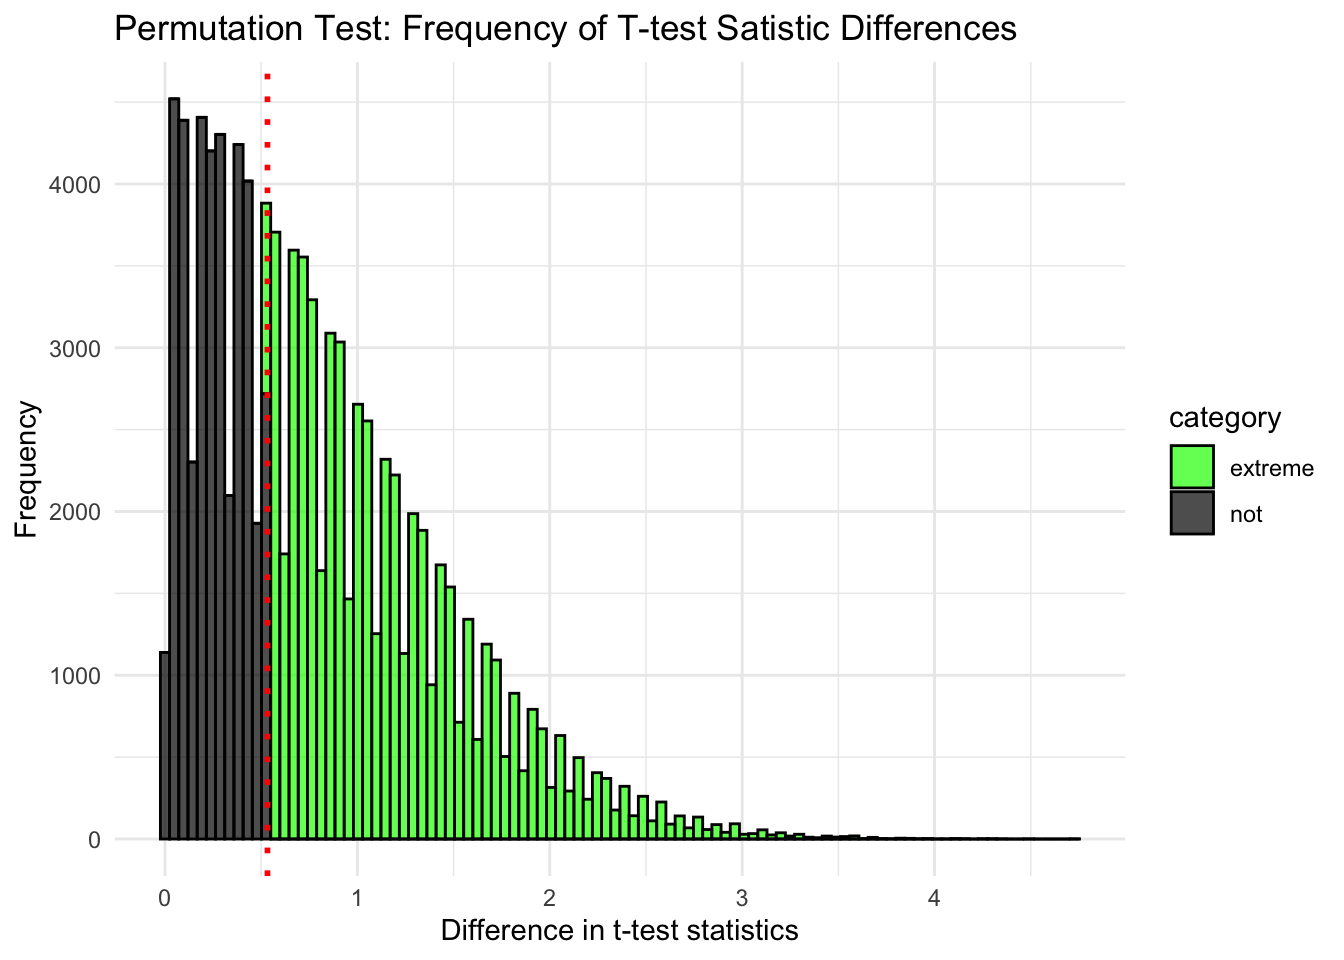 Permutation Test: Frequency of T-test Satistic Differences
Frequency
4000
3000
2000
1000
0
0 1 2 3 4
Difference in t-test statistics
category
extreme
not